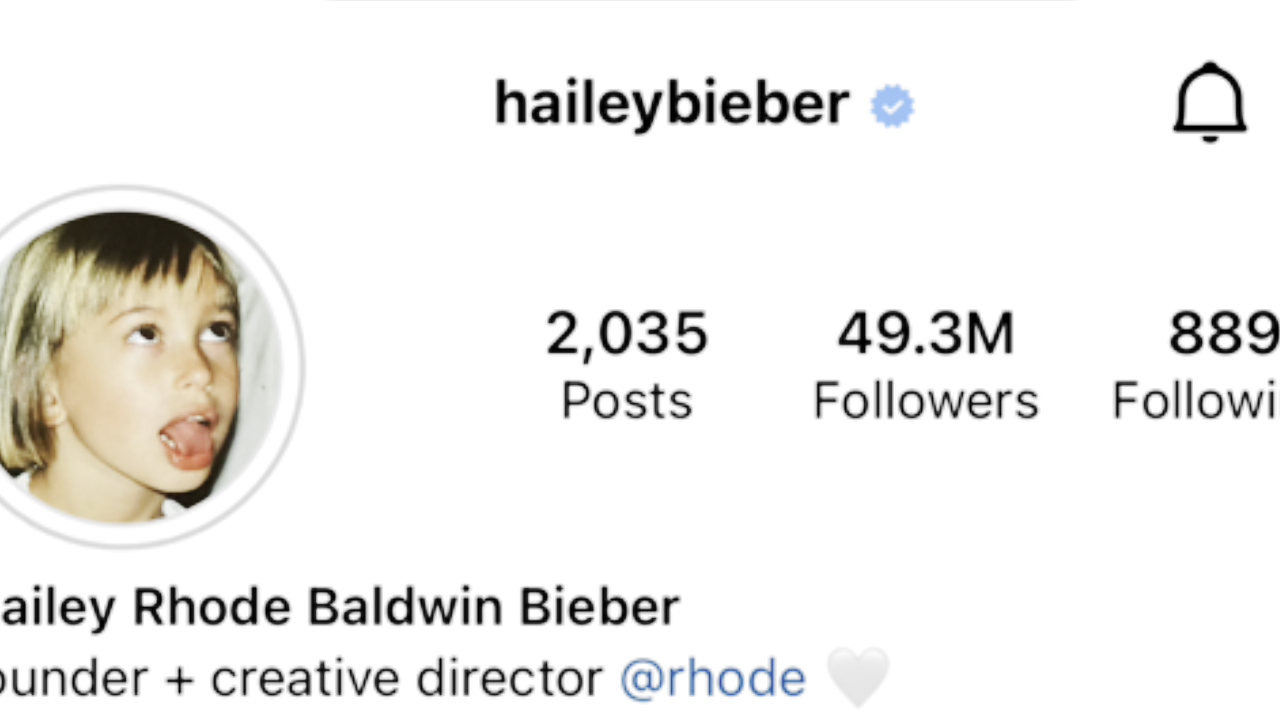 haileybieber
2,035 49.3M 889
Posts Followers Followi
ailey Rhode Baldwin Bieber
ounder + creative director @rhode 🤍